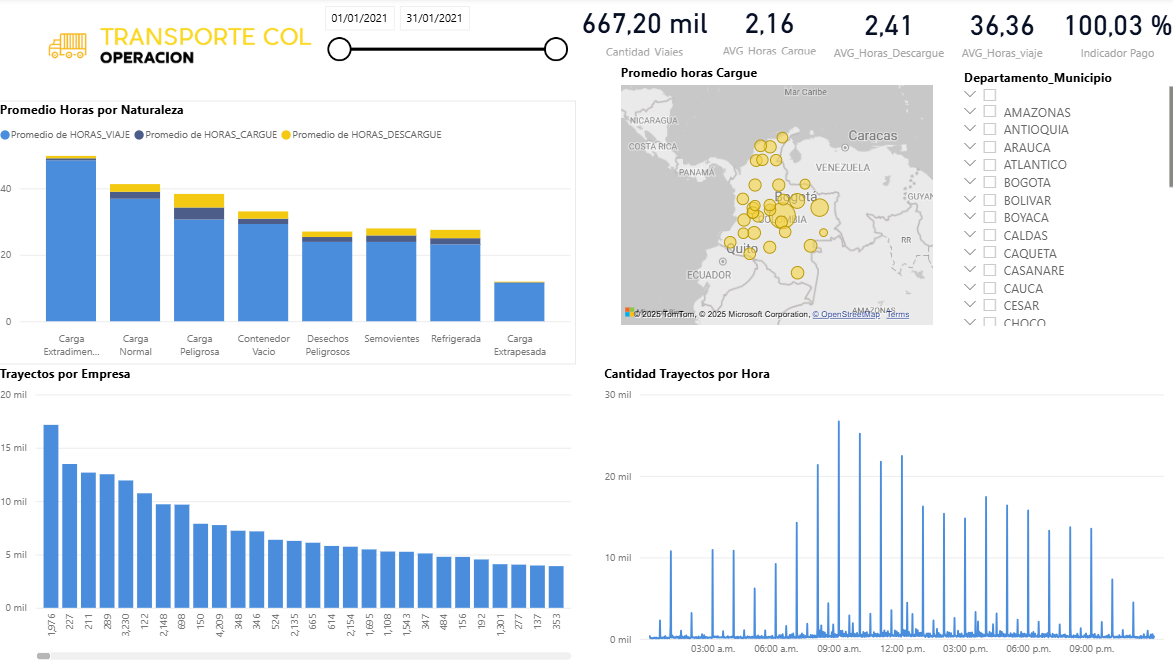 TRANSPORTE COL
OPERACION
01/01/2021
31/01/2021
667,20 mil
Cantidad Viajes
2,16
AVG_Horas_Cargue
2,41
AVG_Horas_Descargue
36,36
AVG_Horas_viaje
100,03 %
Indicador Pago
Promedio Horas por Naturaleza
Promedio de HORAS_VIAJE
Promedio de HORAS_CARGUE
Promedio de HORAS_DESCARGUE
40
20
0
Carga Extradimen...
Carga Normal
Carga Peligrosa
Contenedor Vacio
Desechos Peligrosos
Semovientes
Refrigerada
Carga Extrapesada
Promedio horas Cargue
Mar Caribe
NICARAGUA
COSTA RICA
PANAMÁ
Caracas
VENEZUELA
GUYAN
Bogotá
COLOMBIA
RR
Quito
ECUADOR
AMAZONAS
© 2025 TomTom, © 2025 Microsoft Corporation, © OpenStreetMap Terms
Departamento_Municipio
AMAZONAS
ANTIOQUIA
ARAUCA
ATLANTICO
BOGOTA
BOLIVAR
BOYACA
CALDAS
CAQUETA
CASANARE
CAUCA
CESAR
CHOCO
Trayectos por Empresa
20 mil
15 mil
10 mil
5 mil
0 mil
1,976
227
211
289
3,230
122
2,148
698
150
4,209
348
346
524
2,135
665
614
2,154
1,695
1,108
1,543
347
484
156
192
1,301
277
137
353
Cantidad Trayectos por Hora
30 mil
20 mil
10 mil
0 mil
03:00 a.m.
06:00 a.m.
09:00 a.m.
12:00 p.m.
03:00 p.m.
06:00 p.m.
09:00 p.m.